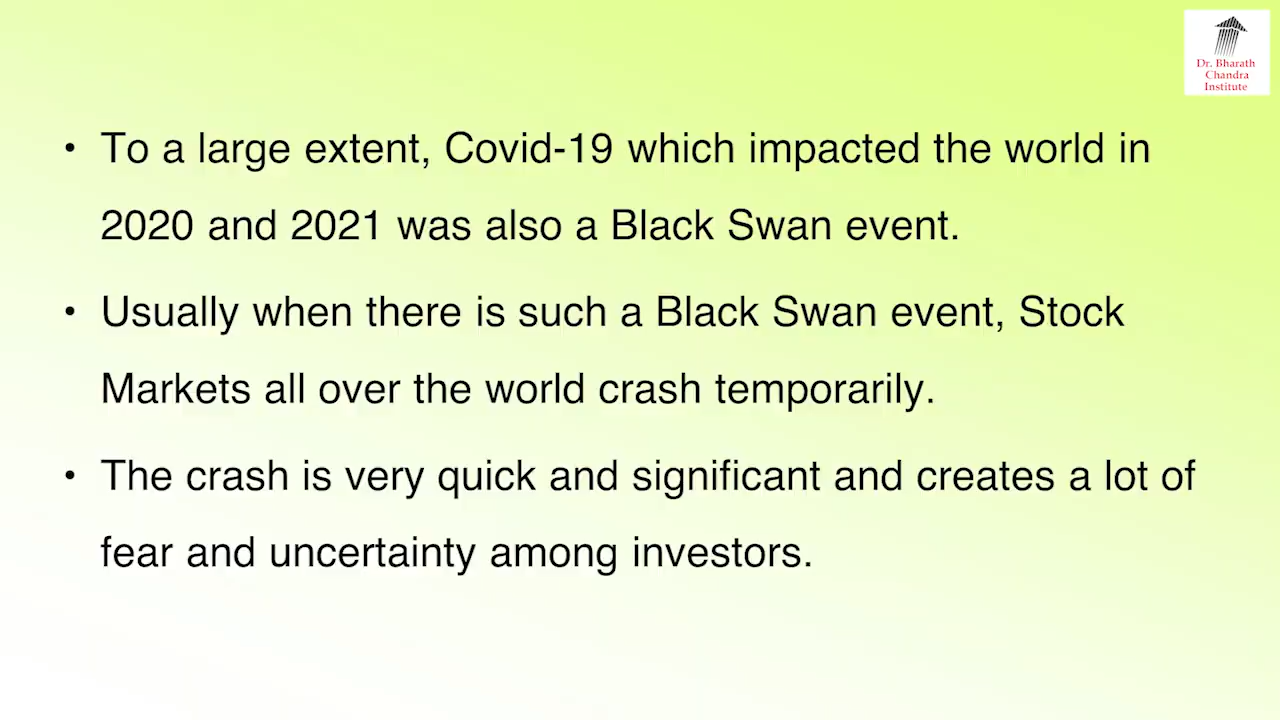 Dr. Bharath
Chandra
Institute
• To a large extent, Covid-19 which impacted the world in
2020 and 2021 was also a Black Swan event.
• Usually when there is such a Black Swan event, Stock
Markets all over the world crash temporarily.
• The crash is very quick and significant and creates a lot of
fear and uncertainty among investors.